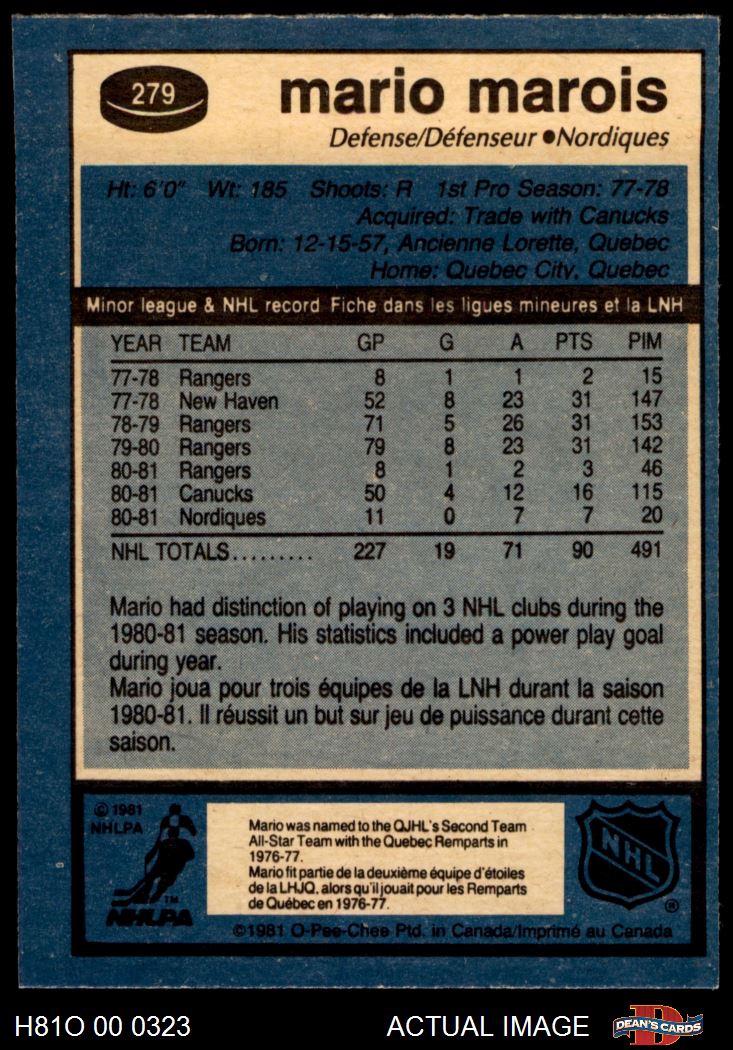 279
mario marois
Defense/Défenseur ●Nordiques
Ht: 6'0" Wt: 185 Shoots: R 1st Pro Season: 77-78
Acquired: Trade with Canucks
Born: 12-15-57, Ancienne Lorette, Quebec
Home: Quebec City, Quebec
Minor league & NHL record Fiche dans les ligues mineures et la LNH
YEAR TEAM GP G A PTS PIM
77-78 Rangers 8 1 1 2 15
77-78 New Haven 52 8 23 31 147
78-79 Rangers 71 5 26 31 153
79-80 Rangers 79 8 23 31 142
80-81 Rangers 8 1 2 3 46
80-81 Canucks 50 4 12 16 115
80-81 Nordiques 11 0 7 7 20
NHL TOTALS......... 227 19 71 90 491
Mario had distinction of playing on 3 NHL clubs during the
1980-81 season. His statistics included a power play goal
during year.
Mario joua pour trois équipes de la LNH durant la saison
1980-81. Il réussit un but sur jeu de puissance durant cette
saison.
© 1981
NHLPA
TM
NHLPA
Mario was named to the QJHL's Second Team
All-Star Team with the Quebec Remparts in
1976-77.
Mario fit partie de la deuxième équipe d'étoiles
de la LHJQ, alors qu'il jouait pour les Remparts
de Québec en 1976-77.
NHL
®
©1981 O-Pee-Chee Ptd. in Canada/Imprimé au Canada
H81O 00 0323
ACTUAL IMAGE
D
DEAN'S CARDS